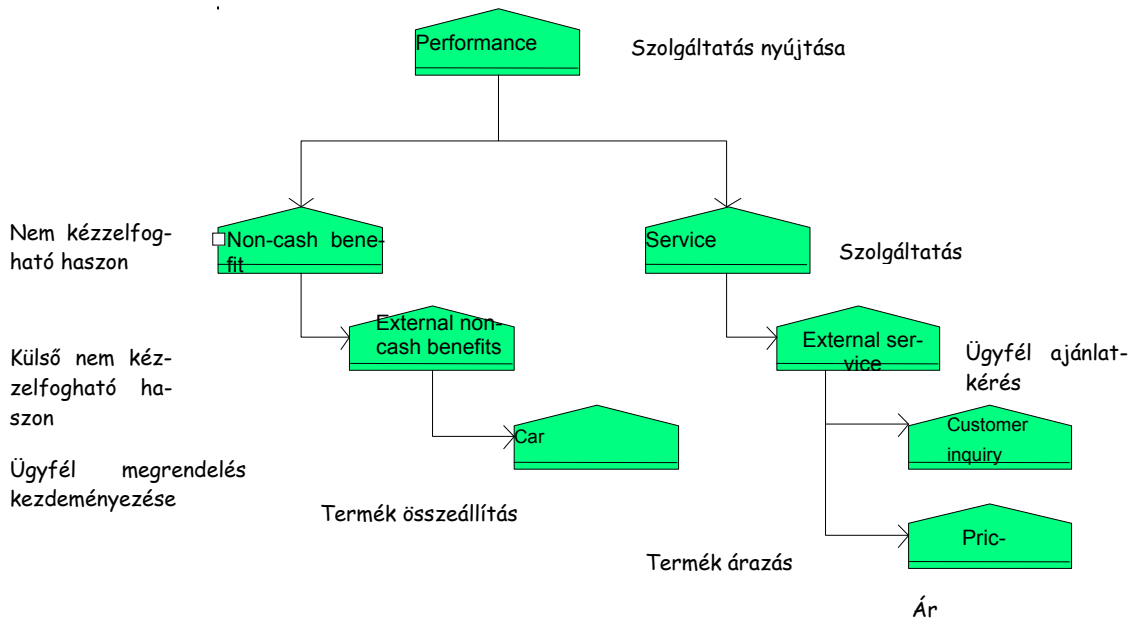 Performance
Szolgáltatás nyújtása
Nem kézzelfog-
ható haszon
Non-cash bene-
fit
Service
Szolgáltatás
External non-
cash benefits
External ser-
vice
Külső nem kéz-
zelfogható ha-
szon
Ügyfél ajánlat-
kérés
Car
Customer
inquiry
Ügyfél megrendelés
kezdeményezése
Termék összeállítás
Pric-
Termék árazás
Ár